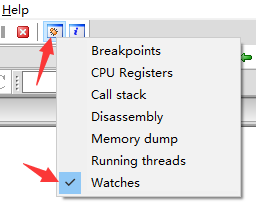 Help
Breakpoints
CPU Registers
Call stack
Disassembly
Memory dump
Running threads
Watches